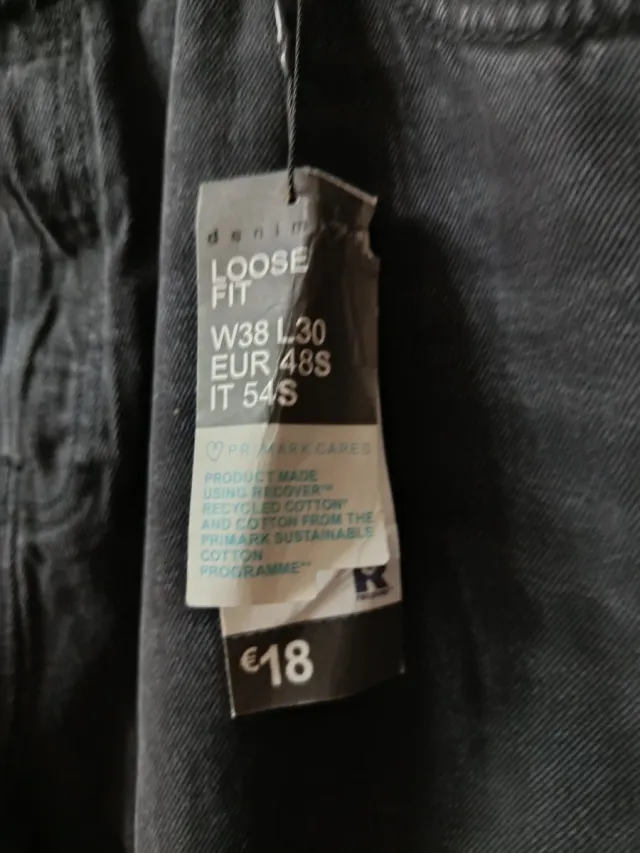 denim
LOOSE
FIT
W38 L30
EUR 48S
IT 54S
PRIMARK CARES
PRODUCT MADE
USING RECOVER™
RECYCLED COTTON*
AND COTTON FROM THE
PRIMARK SUSTAINABLE
COTTON
PROGRAMME**
R
€18